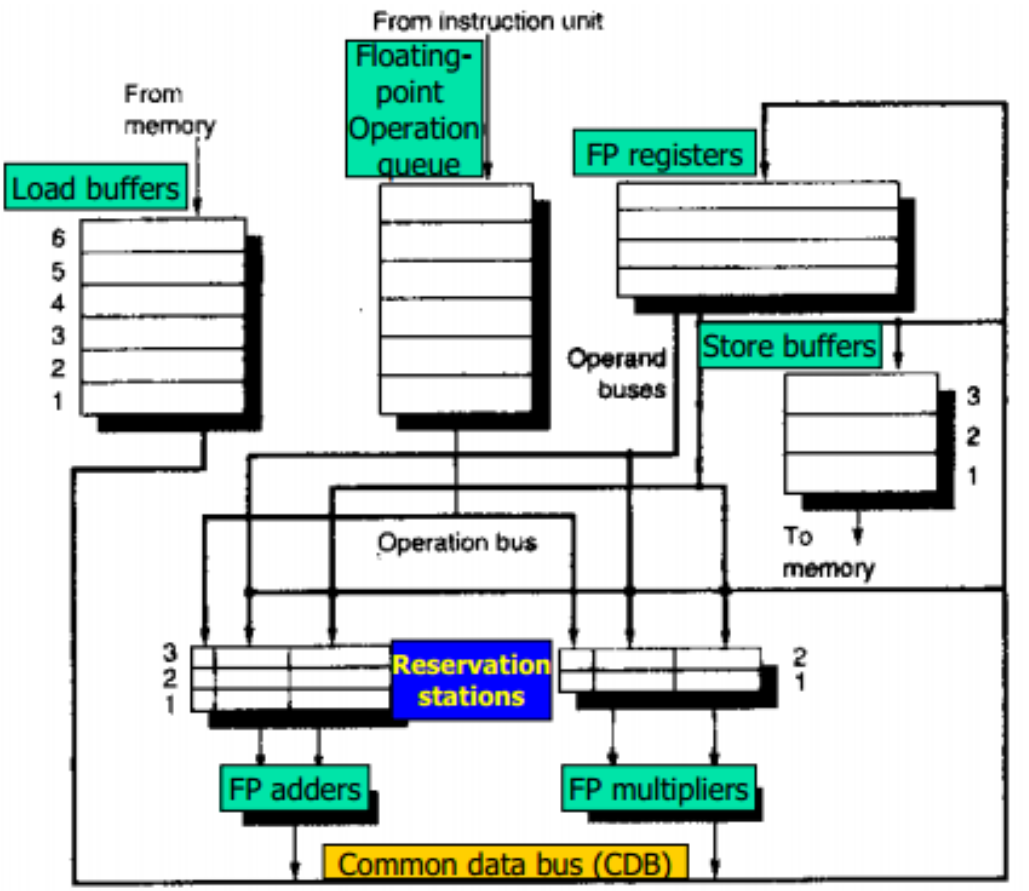 From instruction unit
Floating-
point
Operation
queue
From
memory
Load buffers
FP registers
6
5
4
3
2
1
Operand
buses
Store buffers
3
2
1
To
memory
Operation bus
3
2
1
Reservation
stations
2
1
FP adders
FP multipliers
Common data bus (CDB)